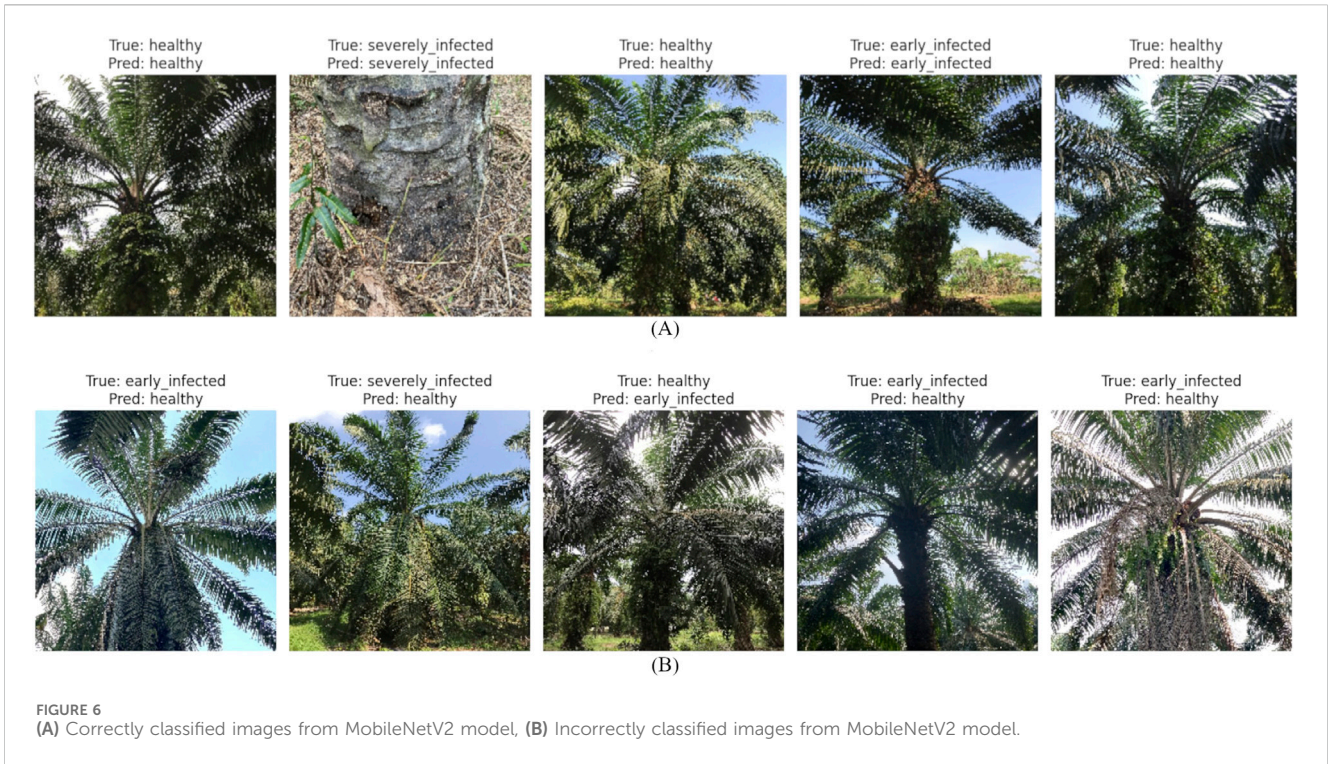 True: healthy
Pred: healthy
True: severely_infected
Pred: severely_infected
True: healthy
Pred: healthy
True: early_infected
Pred: early_infected
True: healthy
Pred: healthy
(A)
True: early_infected
Pred: healthy
True: severely_infected
Pred: healthy
True: healthy
Pred: early_infected
True: early_infected
Pred: healthy
True: early_infected
Pred: healthy
(B)
FIGURE 6
(A) Correctly classified images from MobileNetV2 model, (B) Incorrectly classified images from MobileNetV2 model.